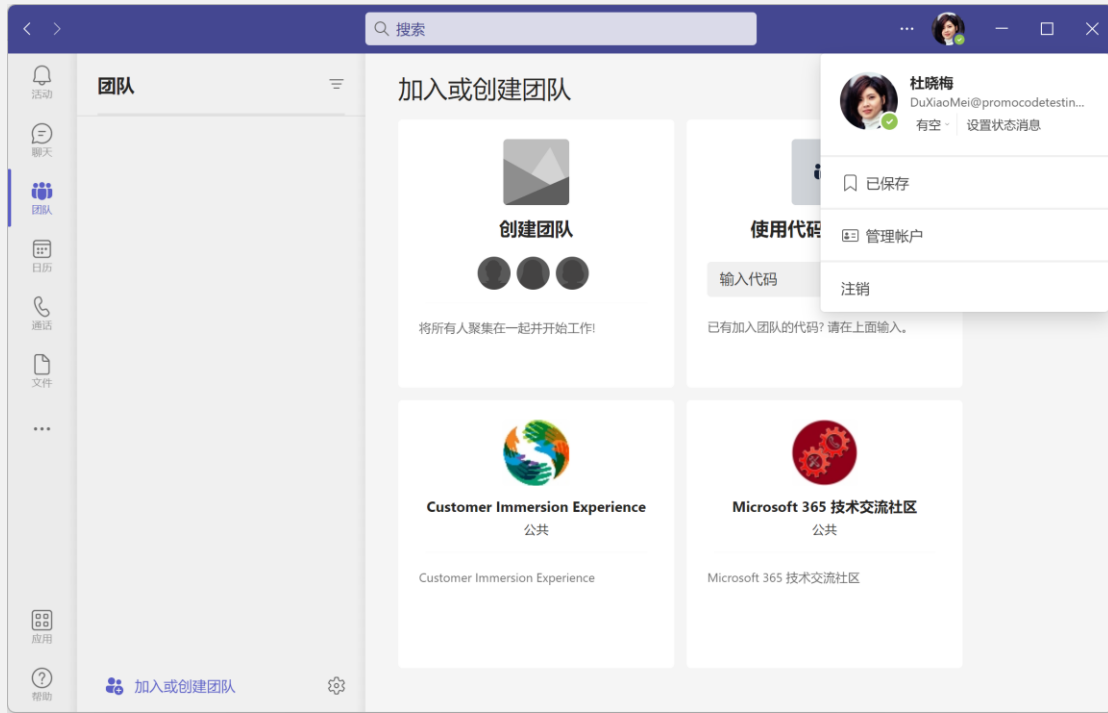 搜索
活动
聊天
团队
日历
通话
文件
应用
帮助
团队
加入或创建团队
加入或创建团队
创建团队
将所有人聚集在一起并开始工作!
使用代码
输入代码
已有加入团队的代码? 请在上面输入。
Customer Immersion Experience
公共
Customer Immersion Experience
Microsoft 365 技术交流社区
公共
Microsoft 365 技术交流社区
杜晓梅
DuXiaoMei@promocodetestin...
有空 设置状态消息
已保存
管理帐户
注销